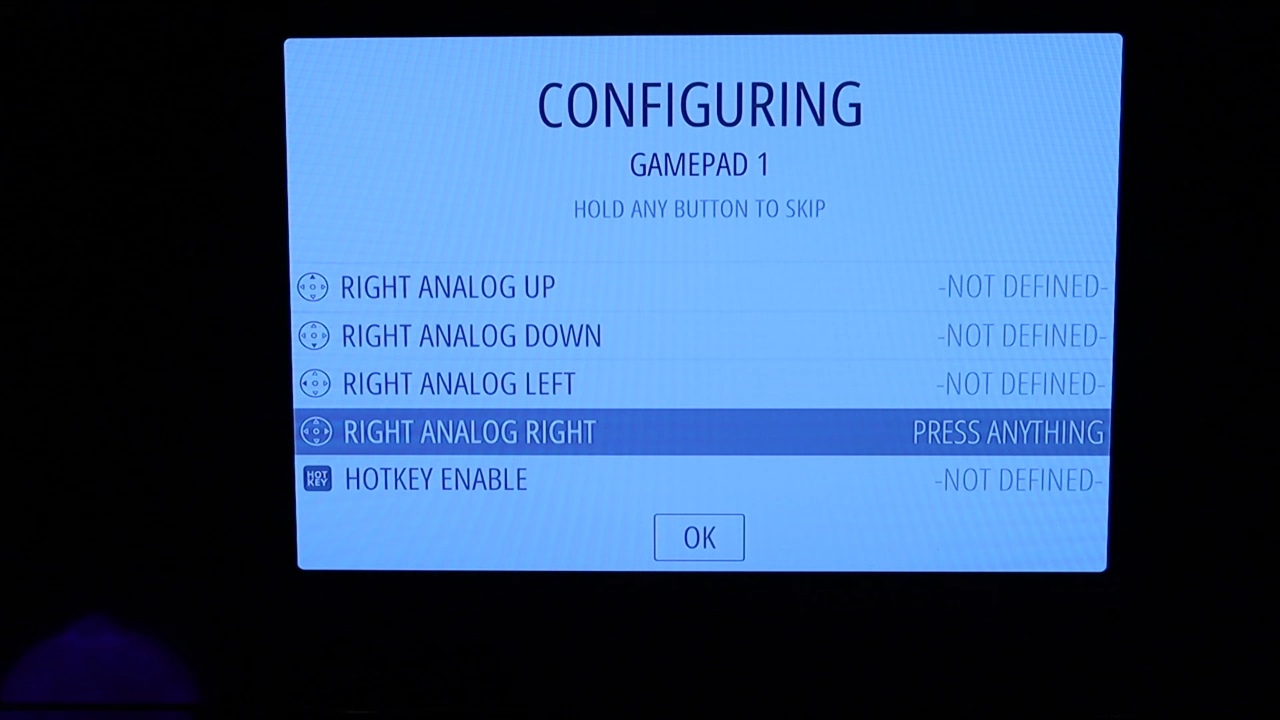 CONFIGURING
GAMEPAD 1
HOLD ANY BUTTON TO SKIP
RIGHT ANALOG UP -NOT DEFINED-
RIGHT ANALOG DOWN -NOT DEFINED-
RIGHT ANALOG LEFT -NOT DEFINED-
RIGHT ANALOG RIGHT PRESS ANYTHING
HOT KEY HOTKEY ENABLE -NOT DEFINED-
OK